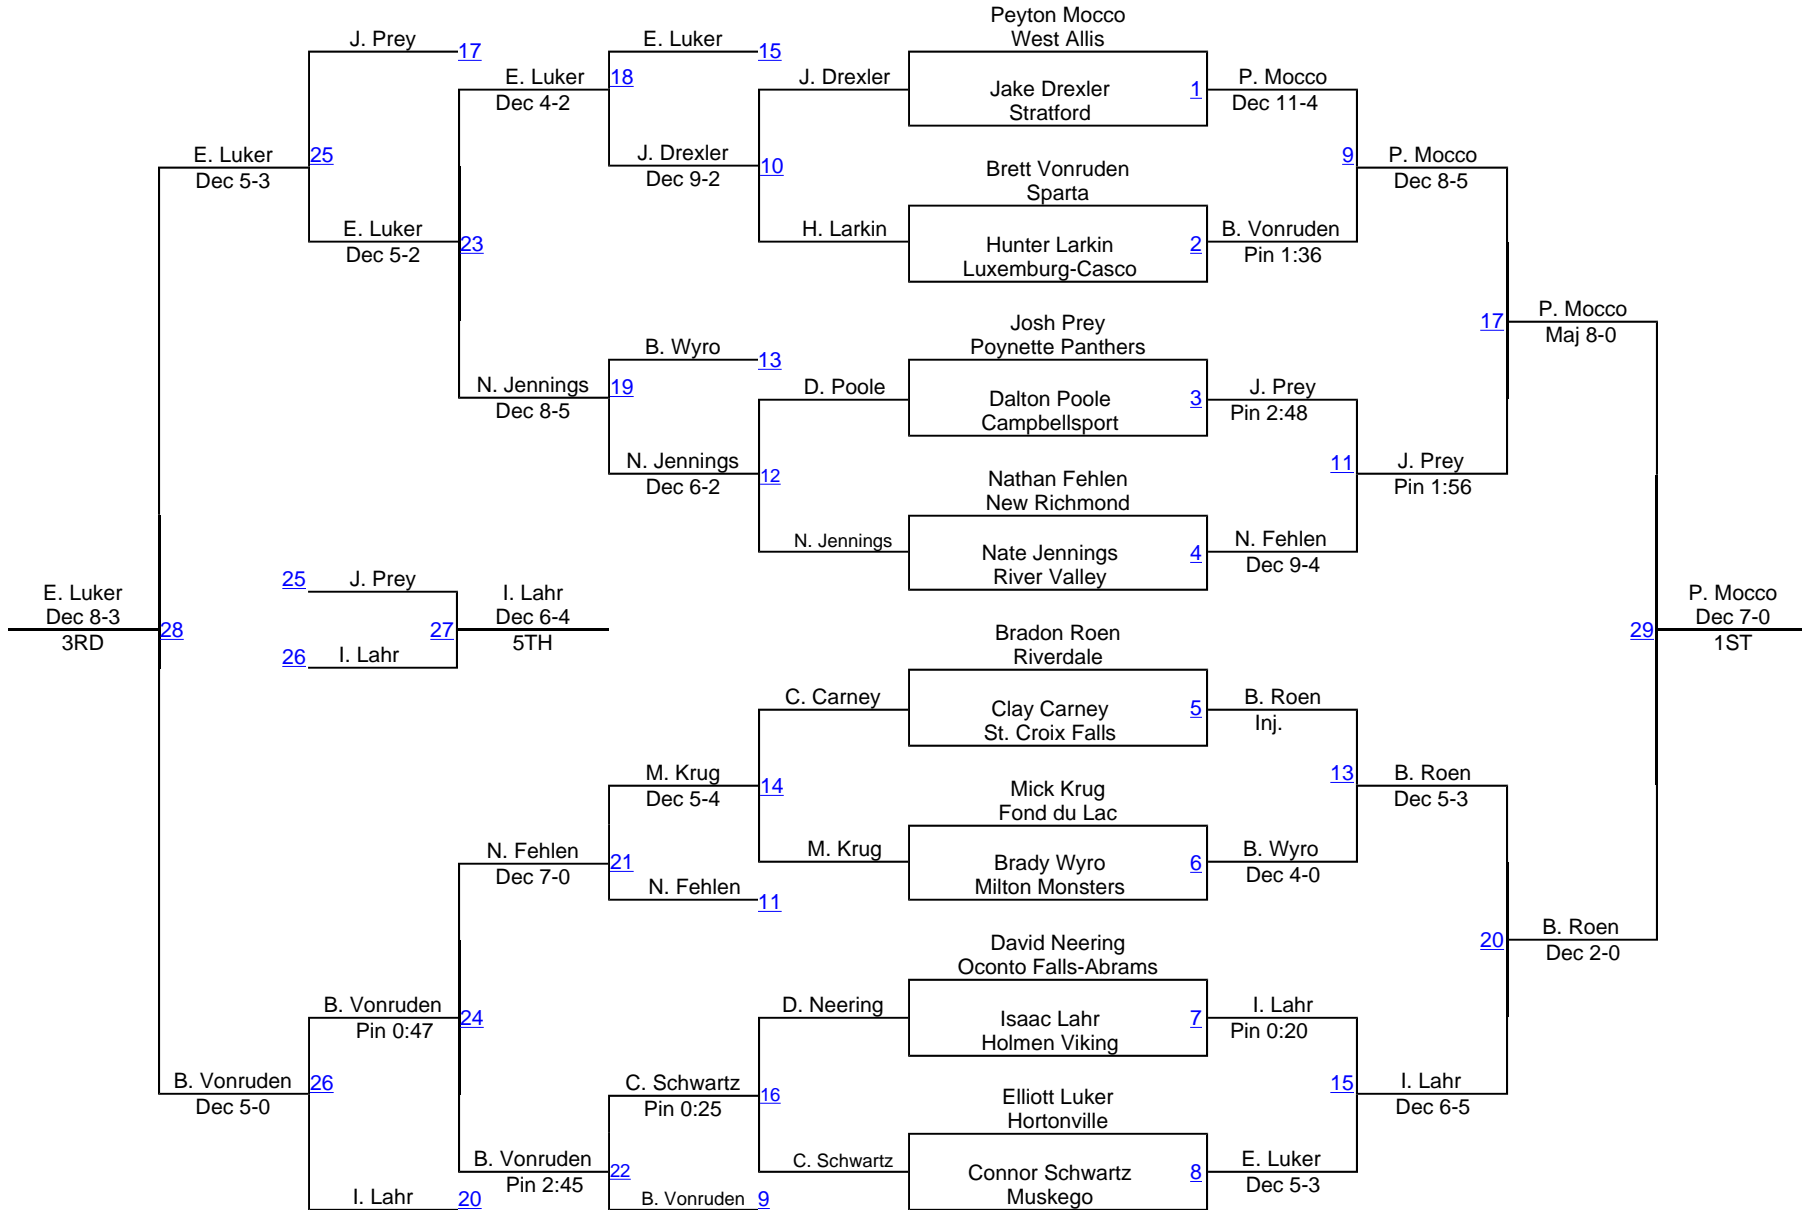 Peyton Mocco
West Allis
J. Prey
17
E. Luker
15
E. Luker
Dec 4-2
18
J. Drexler
Jake Drexler
Stratford
1
P. Mocco
Dec 11-4
E. Luker
Dec 5-3
25
J. Drexler
Dec 9-2
10
Brett Vonruden
Sparta
9
P. Mocco
Dec 8-5
E. Luker
Dec 5-2
23
H. Larkin
Hunter Larkin
Luxemburg-Casco
2
B. Vonruden
Pin 1:36
Josh Prey
Poynette Panthers
17
P. Mocco
Maj 8-0
B. Wyro
13
N. Jennings
Dec 8-5
19
D. Poole
Dalton Poole
Campbellsport
3
J. Prey
Pin 2:48
N. Jennings
Dec 6-2
12
Nathan Fehlen
New Richmond
11
J. Prey
Pin 1:56
N. Jennings
Nate Jennings
River Valley
4
N. Fehlen
Dec 9-4
E. Luker
Dec 8-3
3RD
28
25
J. Prey
26
I. Lahr
27
I. Lahr
Dec 6-4
5TH
29
P. Mocco
Dec 7-0
1ST
Bradon Roen
Riverdale
C. Carney
Clay Carney
St. Croix Falls
5
B. Roen
Inj.
M. Krug
Dec 5-4
14
Mick Krug
Fond du Lac
13
B. Roen
Dec 5-3
N. Fehlen
Dec 7-0
21
M. Krug
Brady Wyro
Milton Monsters
6
B. Wyro
Dec 4-0
N. Fehlen
11
David Neering
Oconto Falls-Abrams
20
B. Roen
Dec 2-0
B. Vonruden
Pin 0:47
24
D. Neering
Isaac Lahr
Holmen Viking
7
I. Lahr
Pin 0:20
B. Vonruden
Dec 5-0
26
C. Schwartz
Pin 0:25
16
Elliott Luker
Hortonville
15
I. Lahr
Dec 6-5
B. Vonruden
Pin 2:45
22
C. Schwartz
Connor Schwartz
Muskego
8
E. Luker
Dec 5-3
I. Lahr
20
B. Vonruden
9